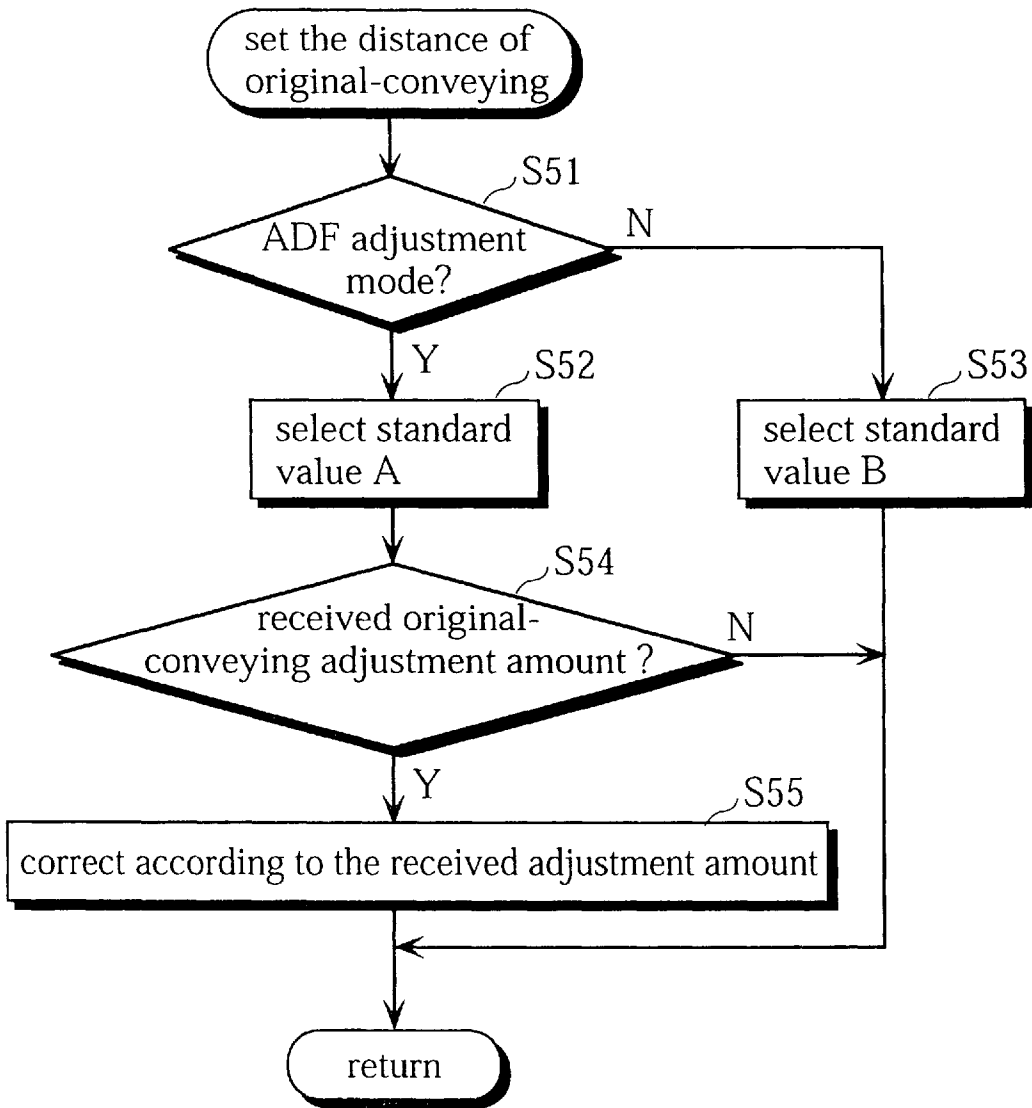 set the distance of
original-conveying
S51
ADF adjustment
mode?
N
Y
S52
select standard
value A
S53
select standard
value B
S54
received original-
conveying adjustment amount ?
N
Y
S55
correct according to the received adjustment amount
return